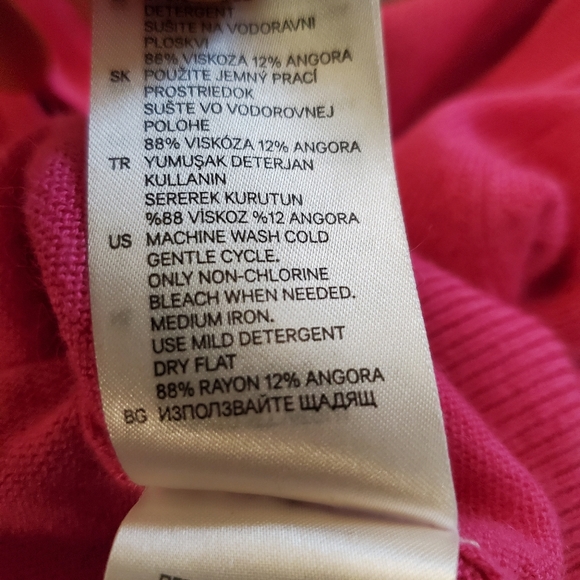 DETERGENT
SUŠITE NA VODORAVNI
PLOSKVI
88% VISKOZA 12% ANGORA
SK POUŽITE JEMNÝ PRACÍ
PROSTRIEDOK
SUŠTE VO VODOROVNEJ
POLOHE
88% VISKÓZA 12% ANGORA
TR YUMUŞAK DETERJAN
KULLANIN
SEREREK KURUTUN
%88 VİSKOZ %12 ANGORA
US MACHINE WASH COLD
GENTLE CYCLE.
ONLY NON-CHLORINE
BLEACH WHEN NEEDED.
MEDIUM IRON.
USE MILD DETERGENT
DRY FLAT
88% RAYON 12% ANGORA
BG ИЗПОЛЗВАЙТЕ ЩАДЯЩ